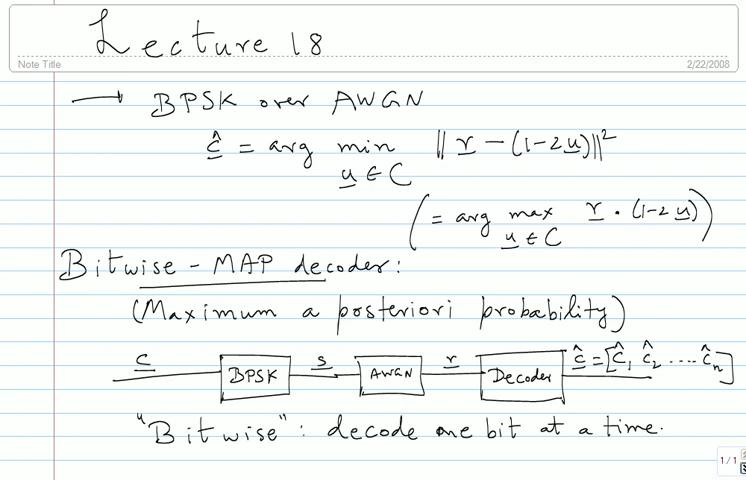 Lecture 18
Note Title
2/22/2008
→ BPSK over AWGN
ĉ = arg min ‖ r − (1−2u)‖²
u ∈ C
(= arg max r · (1−2u))
u ∈ C
Bitwise - MAP decoder:
(Maximum a posteriori probability)
c BPSK s AWGN r Decoder ĉ = [ĉ₁ ĉ₂ .... ĉₙ]
"Bitwise": decode one bit at a time.
1/1